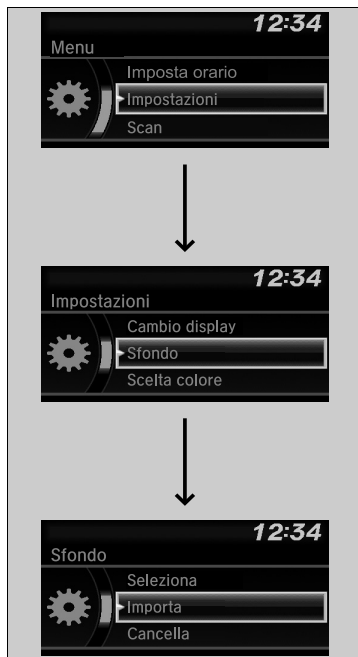 12:34
Menu
Imposta orario
Impostazioni
Scan
12:34
Impostazioni
Cambio display
Sfondo
Scelta colore
12:34
Sfondo
Seleziona
Importa
Cancella